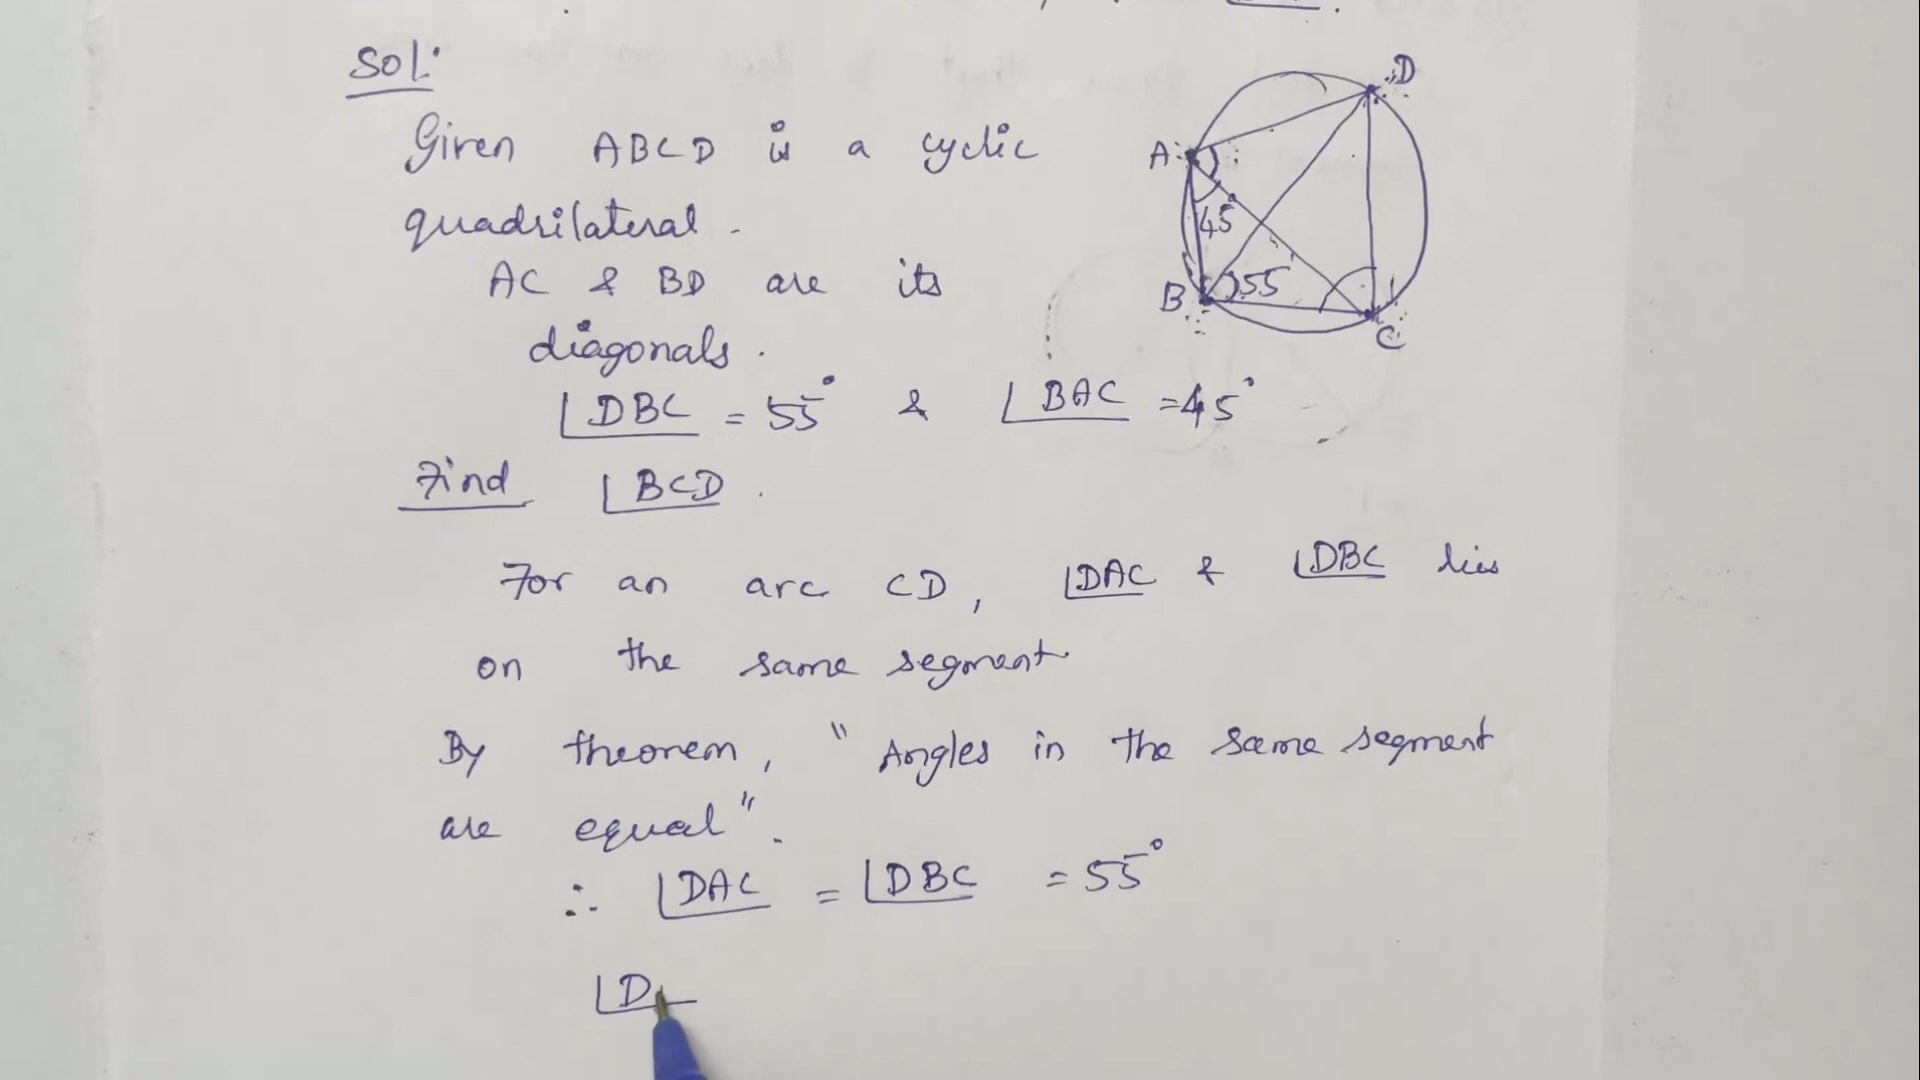 Sol:
Given ABCD is a cyclic
quadrilateral.
AC & BD are its
diagonals.
∠DBC = 55° & ∠BAC = 45°
Find ∠BCD.
For an arc CD, ∠DAC & ∠DBC lies
on the same segment
By theorem, "Angles in the same segment
are equal".
∴ ∠DAC = ∠DBC = 55°
∠D
D
A
45°
B
55
C